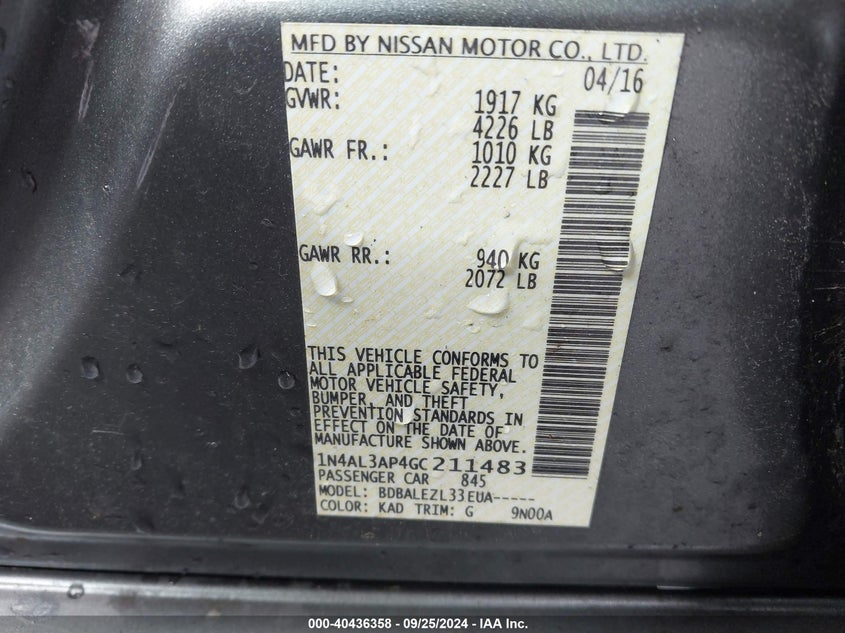 MFD BY NISSAN MOTOR CO., LTD.
DATE: 04/16
GVWR: 1917 KG
4226 LB
GAWR FR.: 1010 KG
2227 LB
GAWR RR.: 940 KG
2072 LB
THIS VEHICLE CONFORMS TO
ALL APPLICABLE FEDERAL
MOTOR VEHICLE SAFETY,
BUMPER, AND THEFT
PREVENTION STANDARDS IN
EFFECT ON THE DATE OF
MANUFACTURE SHOWN ABOVE.
1N4AL3AP4GC211483
PASSENGER CAR 845
MODEL: BDBALEZL33EUA-----
COLOR: KAD TRIM: G 9N00A
000-40436358 - 09/25/2024 - IAA Inc.